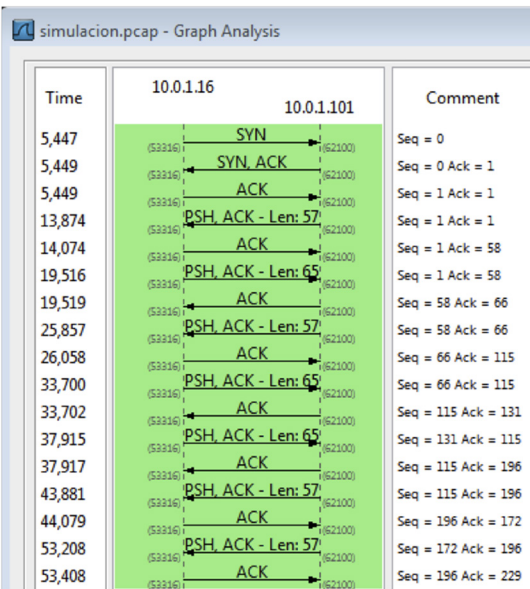 simulacion.pcap - Graph Analysis
Time 10.0.1.16 10.0.1.101 Comment
5,447 (53316) SYN (62100) Seq = 0
5,449 (53316) SYN, ACK (62100) Seq = 0 Ack = 1
5,449 (53316) ACK (62100) Seq = 1 Ack = 1
13,874 (53316) PSH, ACK - Len: 57 (62100) Seq = 1 Ack = 1
14,074 (53316) ACK (62100) Seq = 1 Ack = 58
19,516 (53316) PSH, ACK - Len: 65 (62100) Seq = 1 Ack = 58
19,519 (53316) ACK (62100) Seq = 58 Ack = 66
25,857 (53316) PSH, ACK - Len: 57 (62100) Seq = 58 Ack = 66
26,058 (53316) ACK (62100) Seq = 66 Ack = 115
33,700 (53316) PSH, ACK - Len: 65 (62100) Seq = 66 Ack = 115
33,702 (53316) ACK (62100) Seq = 115 Ack = 131
37,915 (53316) PSH, ACK - Len: 65 (62100) Seq = 131 Ack = 115
37,917 (53316) ACK (62100) Seq = 115 Ack = 196
43,881 (53316) PSH, ACK - Len: 57 (62100) Seq = 115 Ack = 196
44,079 (53316) ACK (62100) Seq = 196 Ack = 172
53,208 (53316) PSH, ACK - Len: 57 (62100) Seq = 172 Ack = 196
53,408 (53316) ACK (62100) Seq = 196 Ack = 229